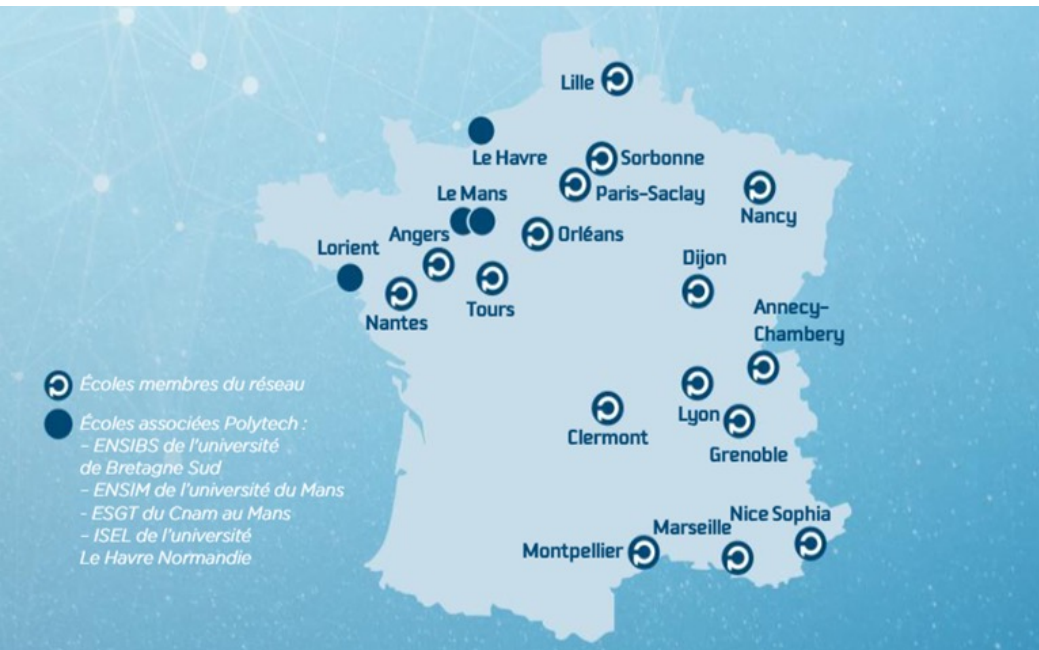 Lille
Le Havre
Sorbonne
Paris-Saclay
Nancy
Le Mans
Angers
Orléans
Lorient
Dijon
Tours
Nantes
Annecy-
Chambery
Écoles membres du réseau
Écoles associées Polytech :
- ENSIBS de l'université
de Bretagne Sud
- ENSIM de l'université du Mans
- ESGT du Cnam au Mans
- ISEL de l'université
Le Havre Normandie
Lyon
Clermont
Grenoble
Nice Sophia
Marseille
Montpellier